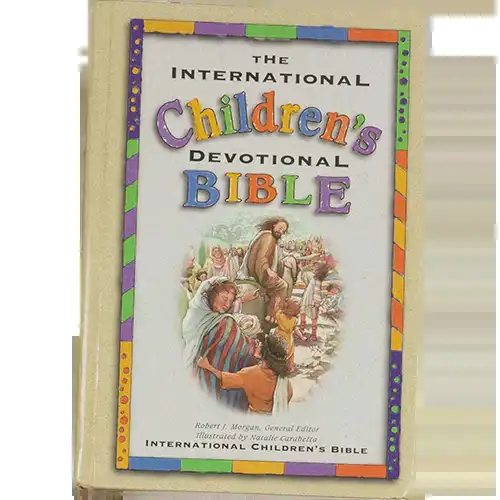 THE
INTERNATIONAL
Children's
DEVOTIONAL
BIBLE
Robert J. Morgan, General Editor
Illustrated by Natalie Carabetta
INTERNATIONAL CHILDREN'S BIBLE